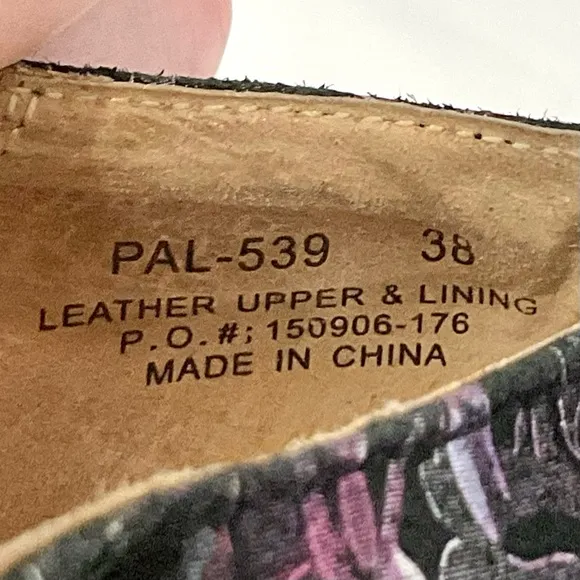 PAL-539 38
LEATHER UPPER & LINING
P.O.#; 150906-176
MADE IN CHINA